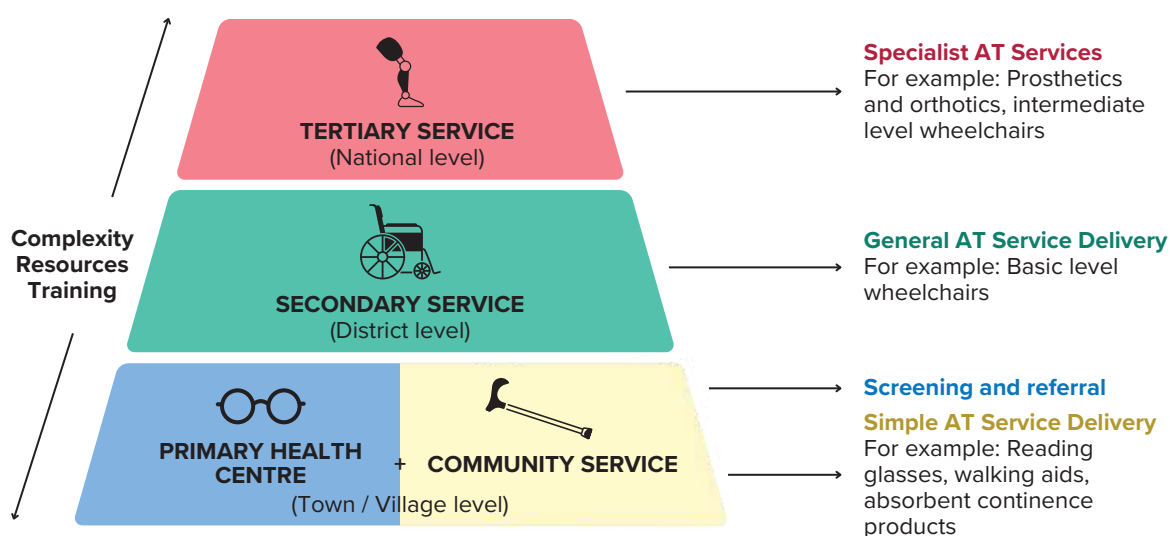 TERTIARY SERVICE
(National level)
Specialist AT Services
For example: Prosthetics
and orthotics, intermediate
level wheelchairs
Complexity
Resources
Training
SECONDARY SERVICE
(District level)
General AT Service Delivery
For example: Basic level
wheelchairs
PRIMARY HEALTH
CENTRE
+
COMMUNITY SERVICE
(Town / Village level)
Screening and referral
Simple AT Service Delivery
For example: Reading
glasses, walking aids,
absorbent continence
products